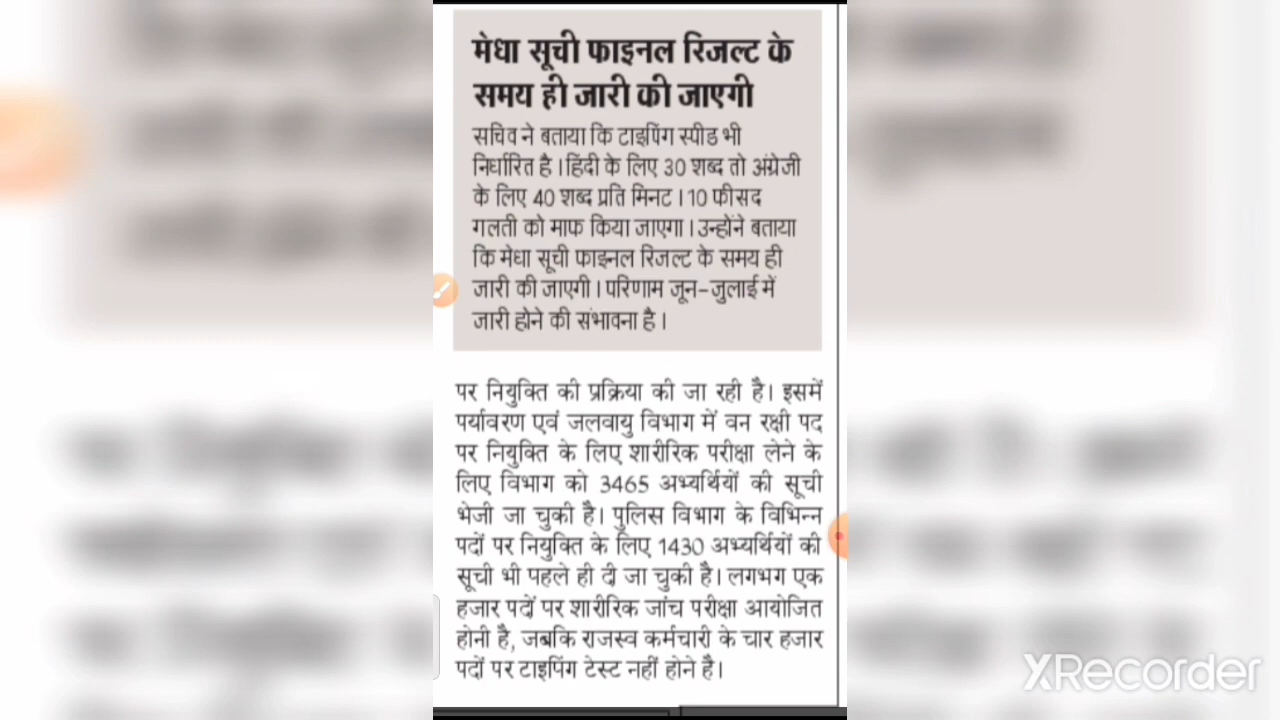 मेधा सूची फाइनल रिजल्ट के
समय ही जारी की जाएगी
सचिव ने बताया कि टाइपिंग स्पीड भी
निर्धारित है । हिंदी के लिए 30 शब्द तो अंग्रेजी
के लिए 40 शब्द प्रति मिनट । 10 फीसद
गलती को माफ किया जाएगा । उन्होंने बताया
कि मेधा सूची फाइनल रिजल्ट के समय ही
जारी की जाएगी । परिणाम जून-जुलाई में
जारी होने की संभावना है ।
पर नियुक्ति की प्रक्रिया की जा रही है। इसमें
पर्यावरण एवं जलवायु विभाग में वन रक्षी पद
पर नियुक्ति के लिए शारीरिक परीक्षा लेने के
लिए विभाग को 3465 अभ्यर्थियों की सूची
भेजी जा चुकी है। पुलिस विभाग के विभिन्न
पदों पर नियुक्ति के लिए 1430 अभ्यर्थियों की
सूची भी पहले ही दी जा चुकी है। लगभग एक
हजार पदों पर शारीरिक जांच परीक्षा आयोजित
होनी है, जबकि राजस्व कर्मचारी के चार हजार
पदों पर टाइपिंग टेस्ट नहीं होने है।
XRecorder